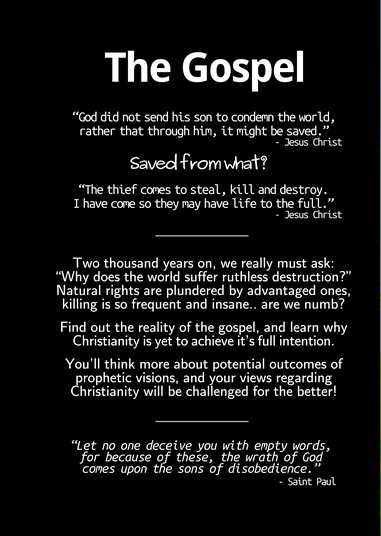 The Gospel
“God did not send his son to condemn the world,
rather that through him, it might be saved.”
- Jesus Christ
Saved from what?
“The thief comes to steal, kill and destroy.
I have come so they may have life to the full.”
- Jesus Christ
Two thousand years on, we really must ask:
“Why does the world suffer ruthless destruction?”
Natural rights are plundered by advantaged ones,
killing is so frequent and insane.. are we numb?
Find out the reality of the gospel, and learn why
Christianity is yet to achieve it's full intention.
You'll think more about potential outcomes of
prophetic visions, and your views regarding
Christianity will be challenged for the better!
“Let no one deceive you with empty words,
for because of these, the wrath of God
comes upon the sons of disobedience.”
- Saint Paul